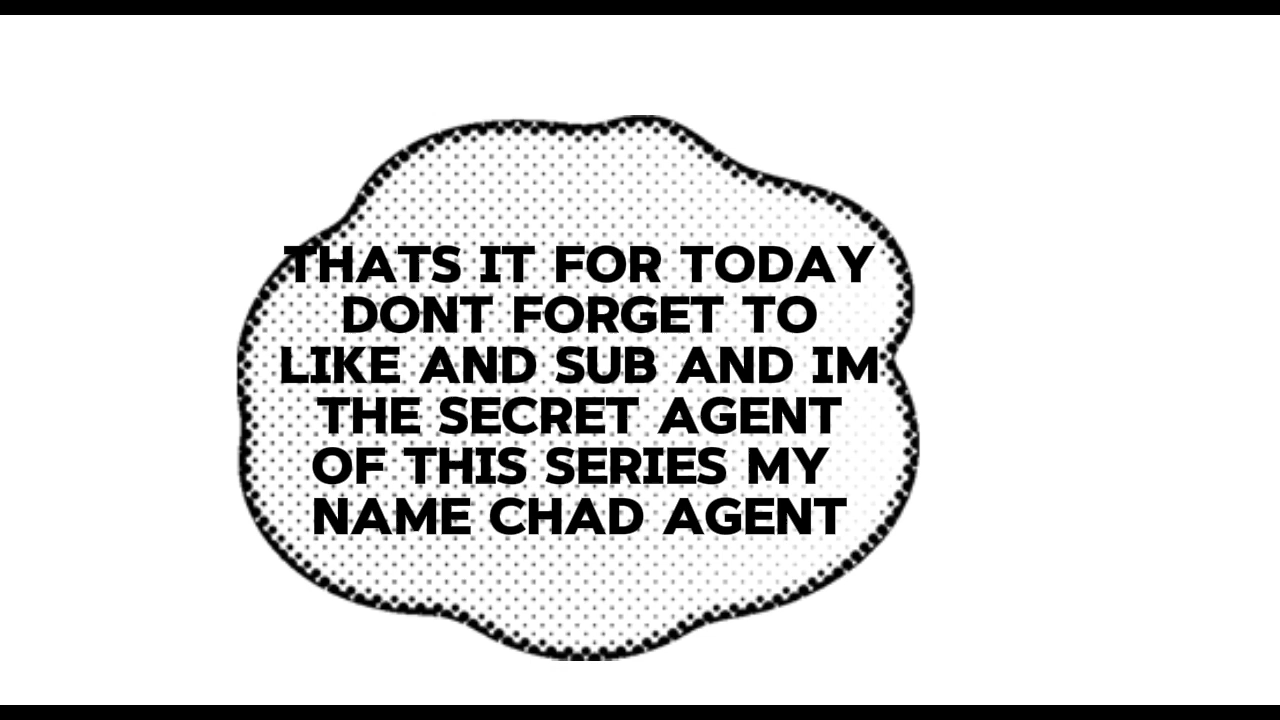 THATS IT FOR TODAY
DONT FORGET TO
LIKE AND SUB AND IM
THE SECRET AGENT
OF THIS SERIES MY
NAME CHAD AGENT